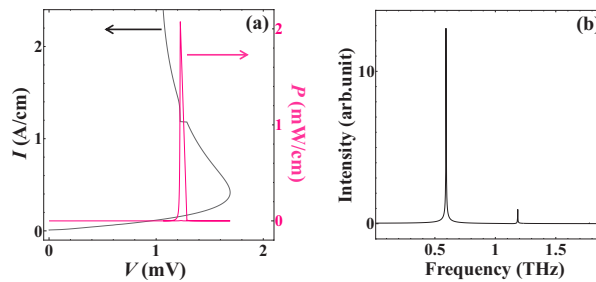 (a)
I (A/cm)
2
1
0
0
1
2
V (mV)
2
1
0
P (mW/cm)
(b)
Intensity (arb.unit)
10
0
0.5
1.0
1.5
Frequency (THz)